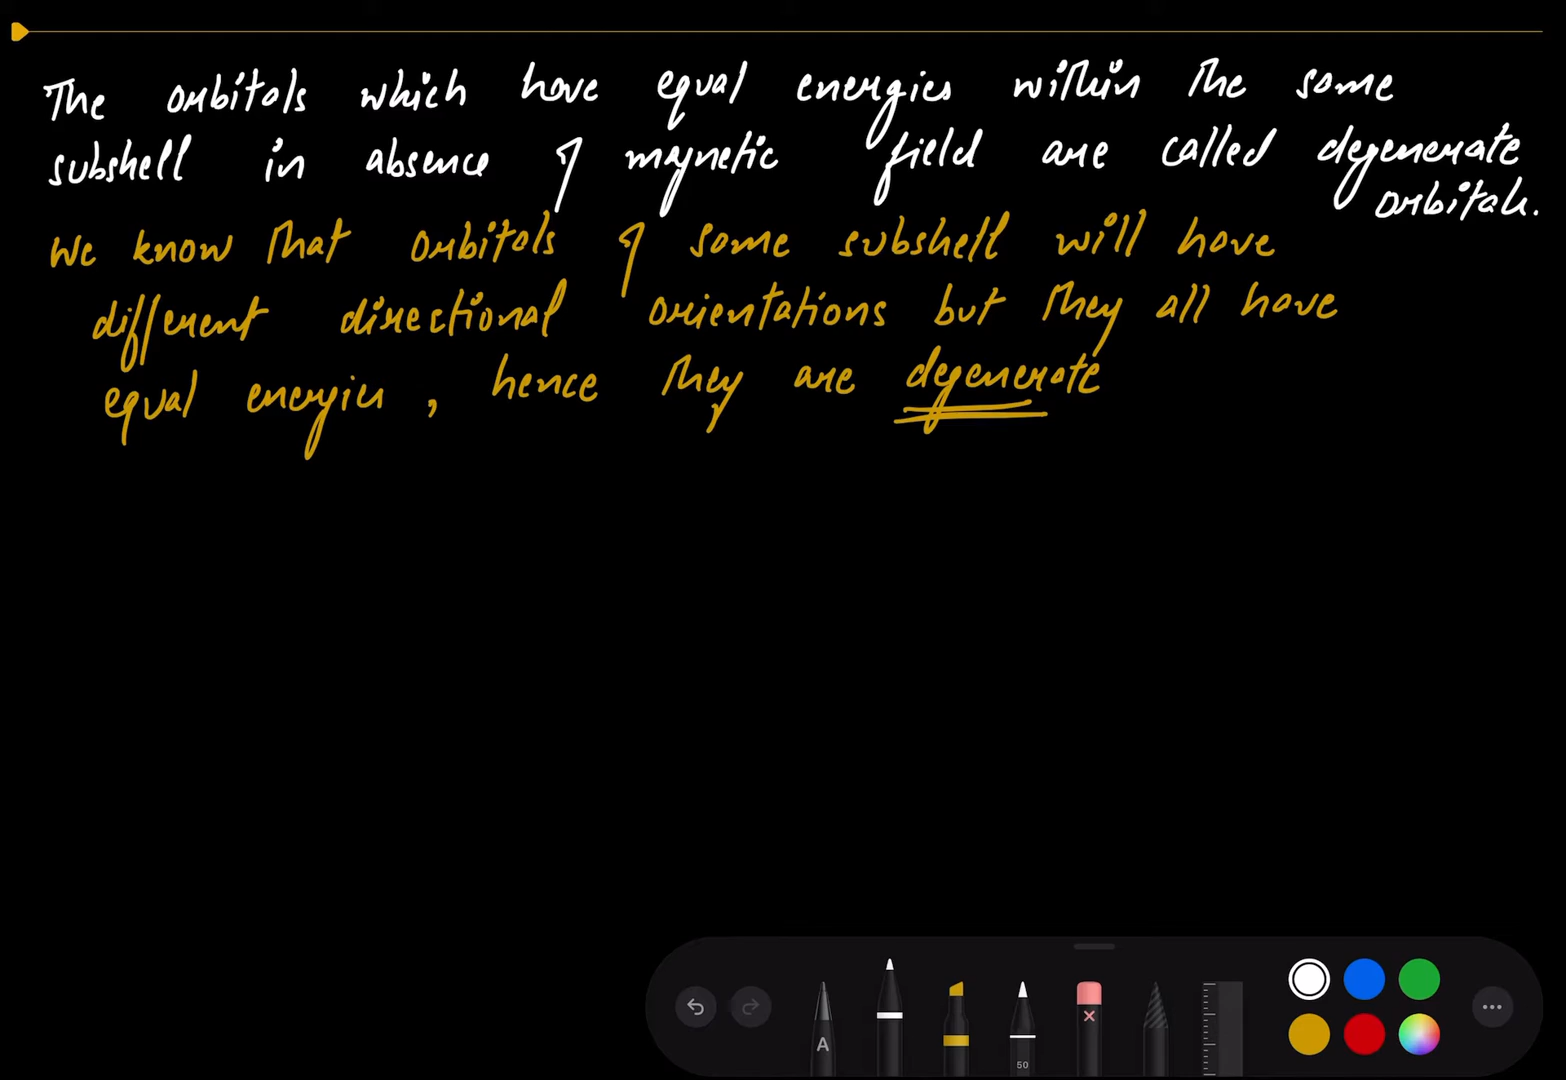 The orbitals which have equal energies within the same
subshell in absence of magnetic field are called degenerate
orbitals.
We know that orbitals of same subshell will have
different directional orientations but they all have
equal energies, hence they are degenerate
A
50